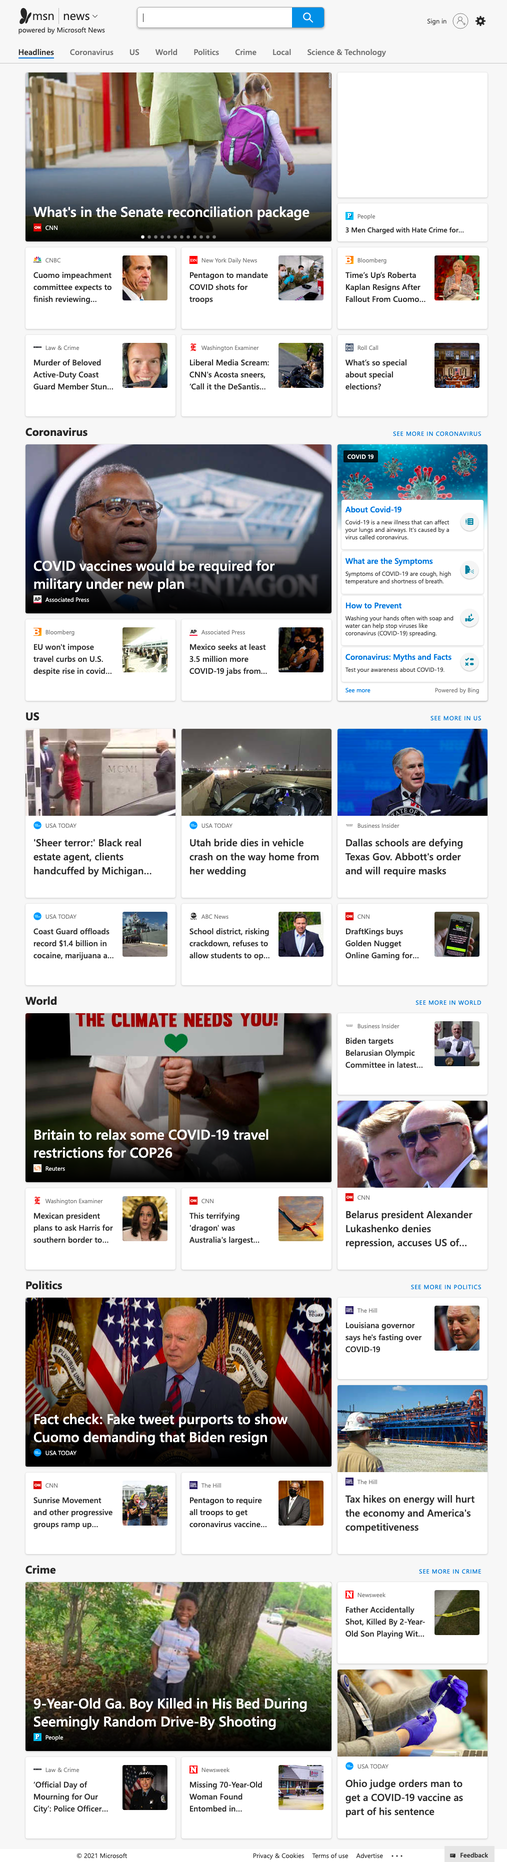 msn news
powered by Microsoft News
Sign in
Headlines Coronavirus US World Politics Crime Local Science & Technology
What's in the Senate reconciliation package
CNN
People
3 Men Charged with Hate Crime for...
CNBC
Cuomo impeachment
committee expects to
finish reviewing...
New York Daily News
Pentagon to mandate
COVID shots for
troops
Bloomberg
Time's Up's Roberta
Kaplan Resigns After
Fallout From Cuomo...
Law & Crime
Murder of Beloved
Active-Duty Coast
Guard Member Stun...
Washington Examiner
Liberal Media Scream:
CNN's Acosta sneers,
'Call it the DeSantis...
Roll Call
What's so special
about special
elections?
Coronavirus
SEE MORE IN CORONAVIRUS
COVID vaccines would be required for
military under new plan
AP Associated Press
COVID 19
About Covid-19
Covid-19 is a new illness that can affect
your lungs and airways. It's caused by a
virus called coronavirus.
What are the Symptoms
Symptoms of COVID-19 are cough, high
temperature and shortness of breath.
How to Prevent
Washing your hands often with soap and
water can help stop viruses like
coronavirus (COVID-19) spreading.
Coronavirus: Myths and Facts
Test your awareness about COVID-19.
See more
Powered by Bing
Bloomberg
EU won't impose
travel curbs on U.S.
despite rise in covid...
AP Associated Press
Mexico seeks at least
3.5 million more
COVID-19 jabs from...
US
SEE MORE IN US
MCML
USA TODAY
'Sheer terror:' Black real
estate agent, clients
handcuffed by Michigan...
USA TODAY
Utah bride dies in vehicle
crash on the way home from
her wedding
Business Insider
Dallas schools are defying
Texas Gov. Abbott's order
and will require masks
USA TODAY
Coast Guard offloads
record $1.4 billion in
cocaine, marijuana a...
ABC News
School district, risking
crackdown, refuses to
allow students to op...
CNN
DraftKings buys
Golden Nugget
Online Gaming for...
World
SEE MORE IN WORLD
THE CLIMATE NEEDS YOU!
Britain to relax some COVID-19 travel
restrictions for COP26
Reuters
Business Insider
Biden targets
Belarusian Olympic
Committee in latest...
CNN
Belarus president Alexander
Lukashenko denies
repression, accuses US of...
Washington Examiner
Mexican president
plans to ask Harris for
southern border to...
CNN
This terrifying
'dragon' was
Australia's largest...
Politics
SEE MORE IN POLITICS
Fact check: Fake tweet purports to show
Cuomo demanding that Biden resign
USA TODAY
The Hill
Louisiana governor
says he's fasting over
COVID-19
The Hill
Tax hikes on energy will hurt
the economy and America's
competitiveness
CNN
Sunrise Movement
and other progressive
groups ramp up...
The Hill
Pentagon to require
all troops to get
coronavirus vaccine...
Crime
SEE MORE IN CRIME
9-Year-Old Ga. Boy Killed in His Bed During
Seemingly Random Drive-By Shooting
People
Newsweek
Father Accidentally
Shot, Killed By 2-Year-
Old Son Playing Wit...
USA TODAY
Ohio judge orders man to
get a COVID-19 vaccine as
part of his sentence
Law & Crime
'Official Day of
Mourning for Our
City': Police Officer...
Newsweek
Missing 70-Year-Old
Woman Found
Entombed in...
© 2021 Microsoft
Privacy & Cookies Terms of use Advertise ...
Feedback